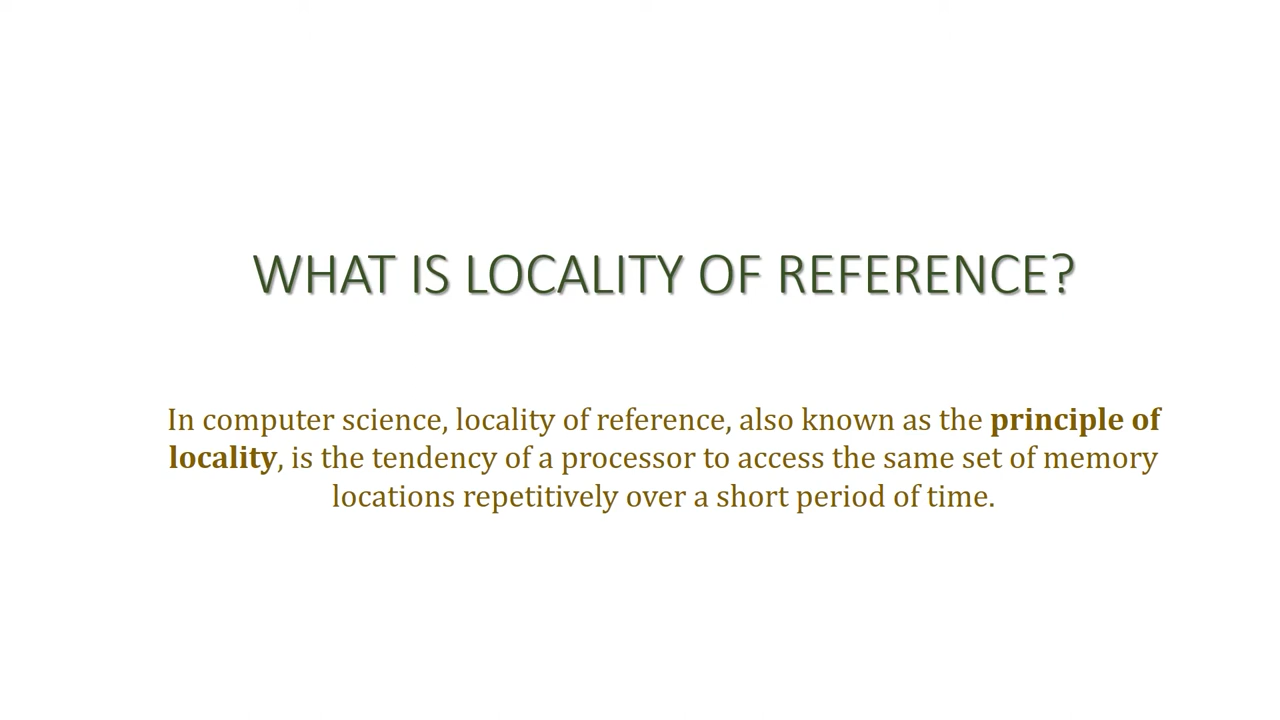 WHAT IS LOCALITY OF REFERENCE?
In computer science, locality of reference, also known as the principle of
locality, is the tendency of a processor to access the same set of memory
locations repetitively over a short period of time.